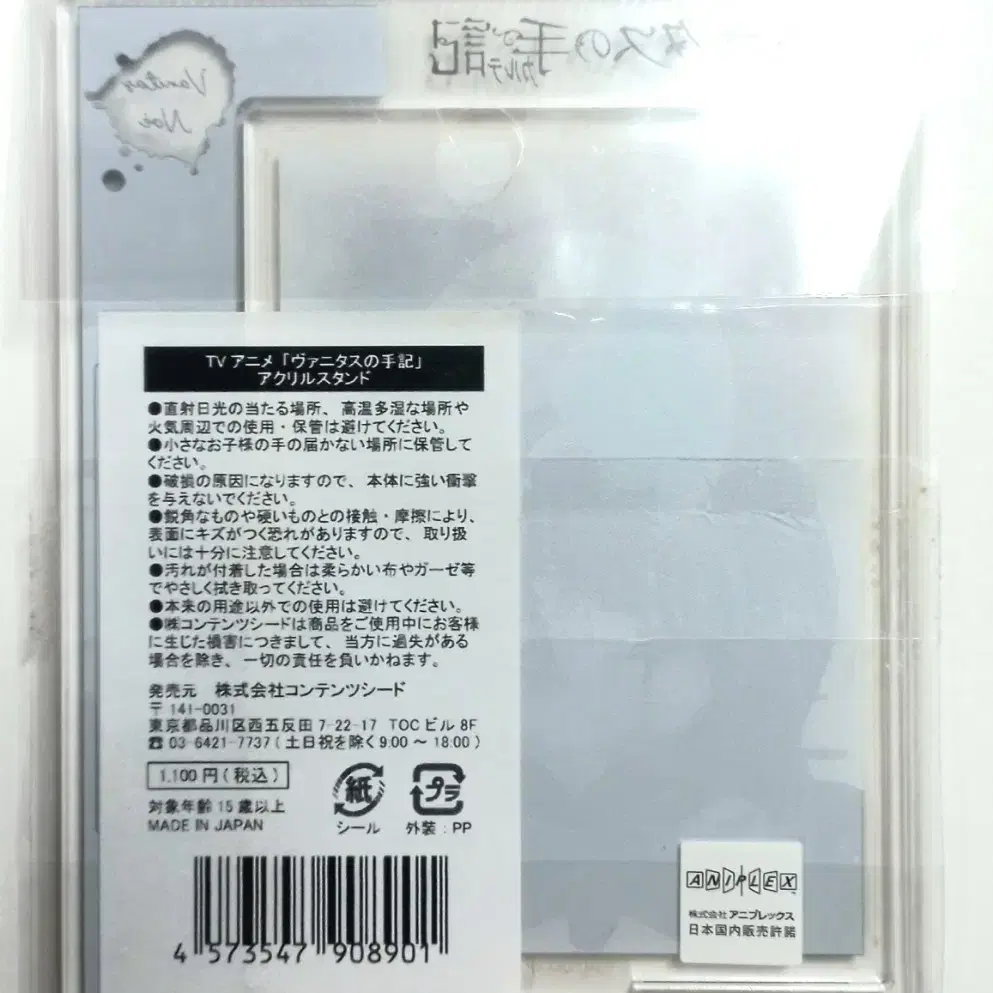 スの手記
カルテ
Vanitas
Noé
TV アニメ「ヴァニタスの手記」
アクリルスタンド
●直射日光の当たる場所、高温多湿な場所や
火気周辺での使用・保管は避けてください。
●小さなお子様の手の届かない場所に保管して
ください。
●破損の原因になりますので、本体に強い衝撃
を与えないでください。
●鋭角なものや硬いものとの接触・摩擦により、
表面にキズがつく恐れがありますので、取り扱
いには十分に注意してください。
●汚れが付着した場合は柔らかい布やガーゼ等
でやさしく拭き取ってください。
●本来の用途以外での使用は避けてください。
●㈱コンテンツシードは商品をご使用中にお客様
に生じた損害につきまして、当方に過失がある
場合を除き、一切の責任を負いかねます。
発売元 株式会社コンテンツシード
〒141-0031
東京都品川区西五反田 7-22-17 TOC ビル 8F
☎ 03-6421-7737 ( 土日祝を除く 9:00 ～ 18:00 )
1,100 円 ( 税込 )
対象年齢 15 歳以上
MADE IN JAPAN
紙
シール
プラ
外装：PP
4 573547 908901
ANIPLEX
株式会社 アニプレックス
日本国内販売許諾